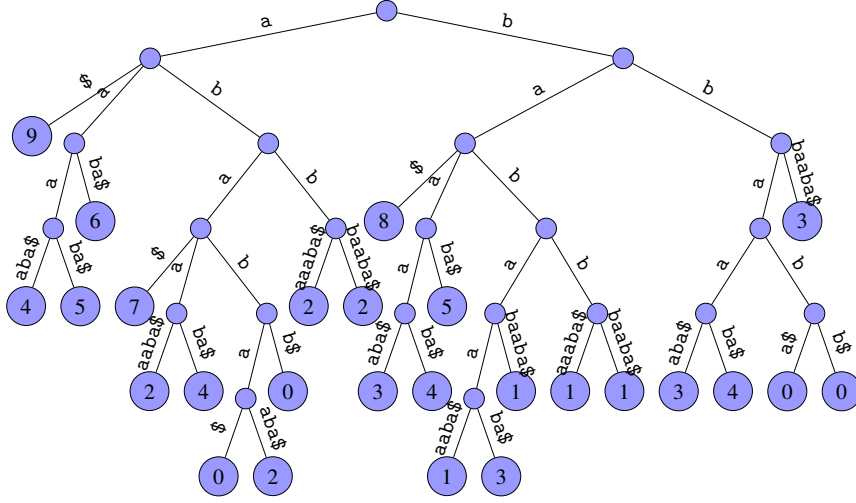 a b
$ a b a b
9 a ba$ a b $ a b a baaba$
a 6 8 3
aba$ ba$ $ a b aaaba$ baaba$ a ba$ a b a b
4 5 7 2 2 5
aaba$ ba$ a b$ aba$ ba$ a baaba$ aaaba$ baaba$ aba$ ba$ a$ b$
2 4 0 3 4 1 1 1 3 4 0 0
$ aba$ aaba$ ba$
0 2 1 3